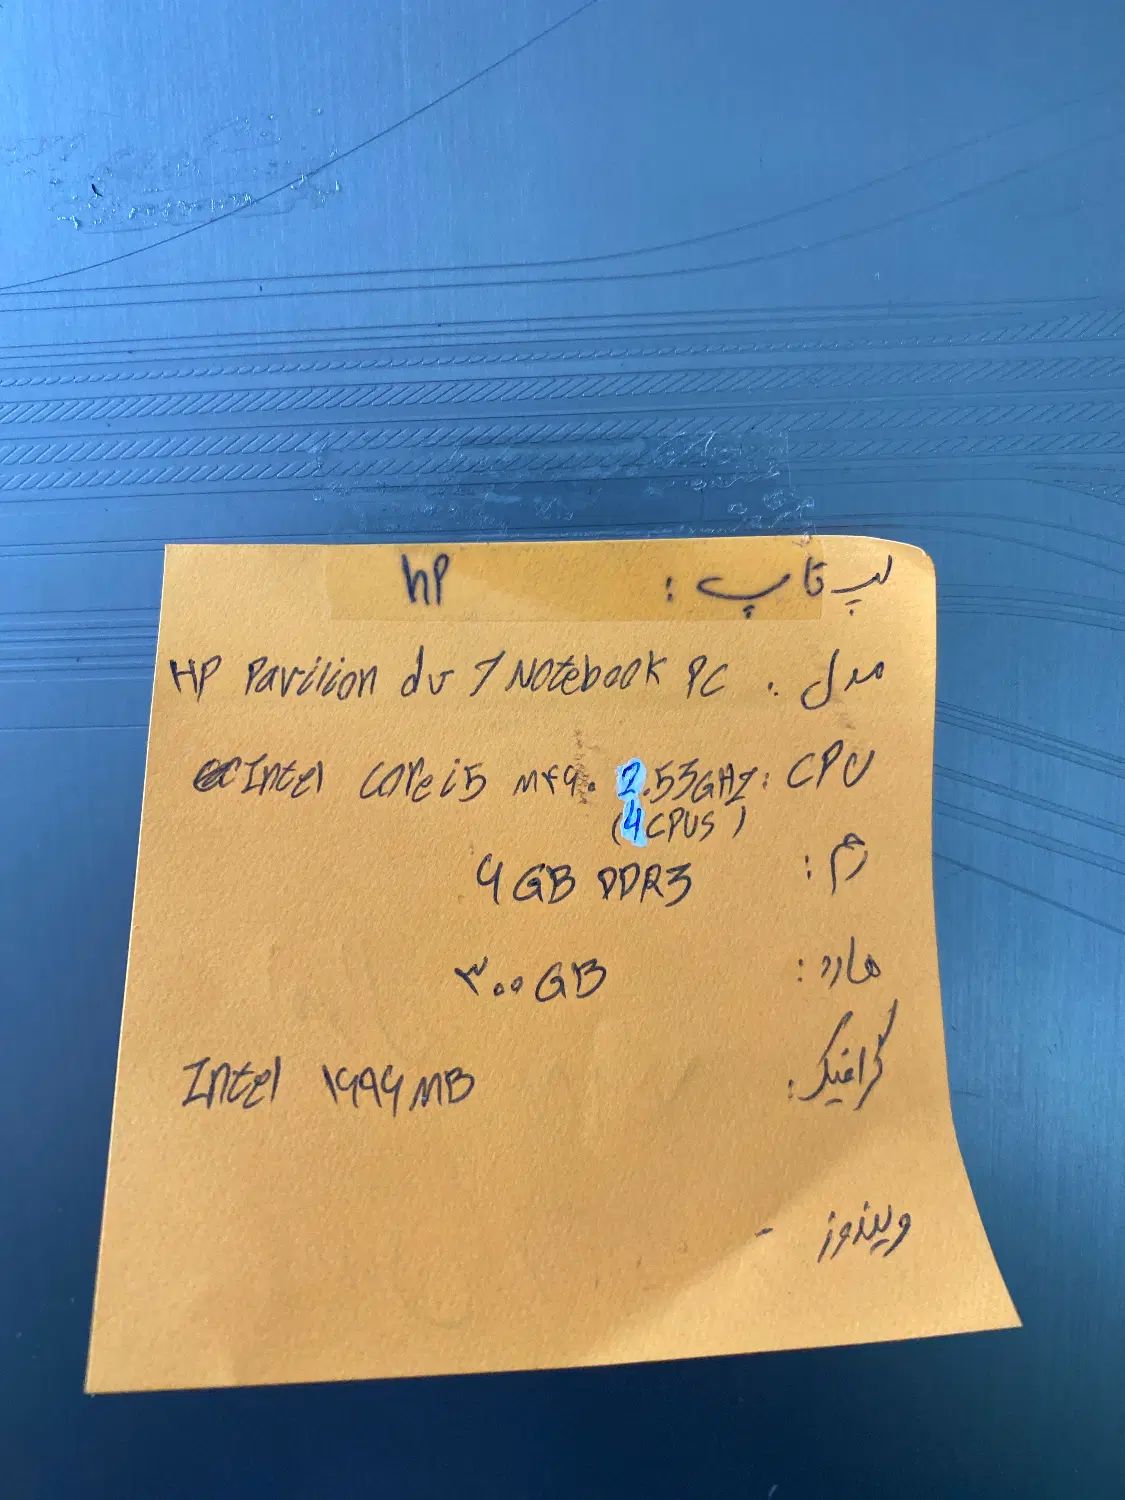 لپ تاپ : hp
مدل : HP Pavilion dv 7 Notebook PC
CPU : Intel Core i5 M۴۹۰ 2.53GHz
(4CPUS)
رم : ۴GB DDR3
هارد : ۳۰۰GB
گرافیک : Intel ۱۶۹۶MB
ویندوز -